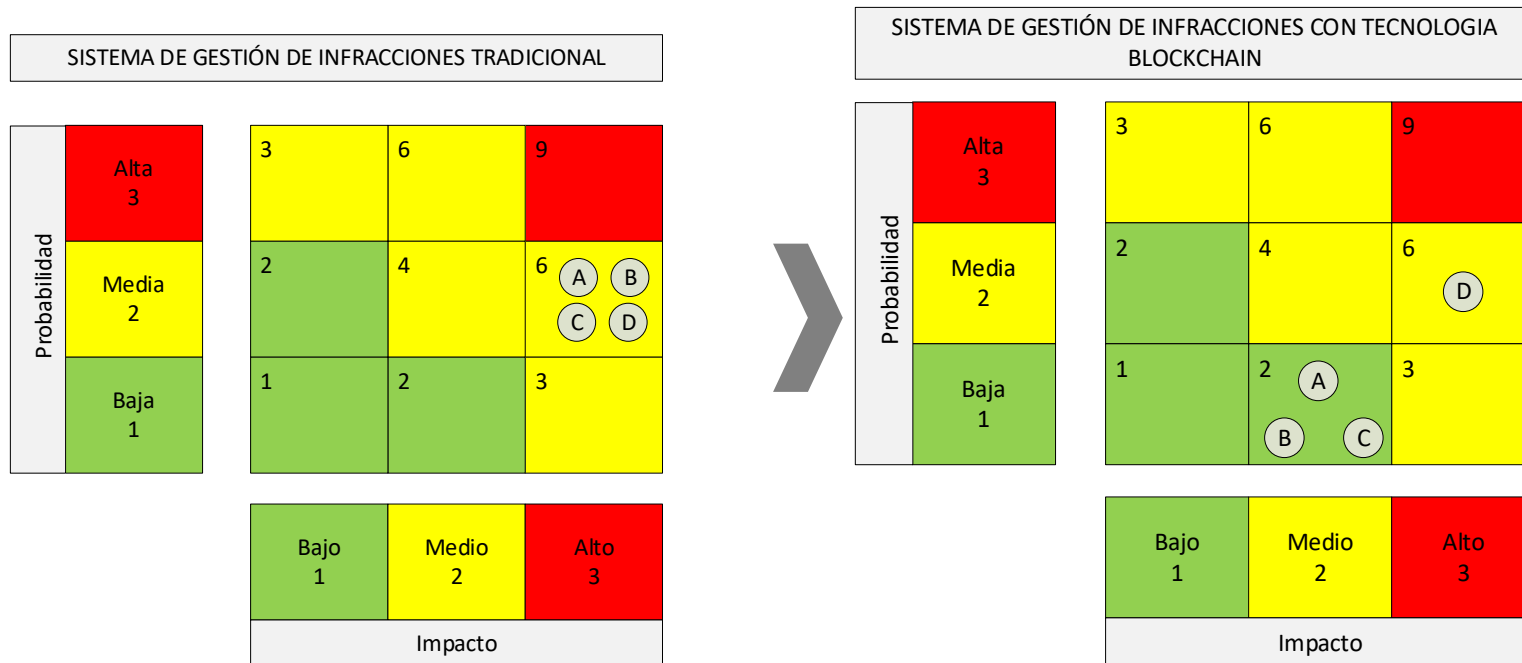 SISTEMA DE GESTIÓN DE INFRACCIONES TRADICIONAL
Probabilidad
Alta
3
Media
2
Baja
1
3 6 9
2 4 6 A B
C D
1 2 3
Bajo Medio Alto
1 2 3
Impacto
SISTEMA DE GESTIÓN DE INFRACCIONES CON TECNOLOGIA
BLOCKCHAIN
Probabilidad
Alta
3
Media
2
Baja
1
3 6 9
2 4 6
D
1 2 A 3
B C
Bajo Medio Alto
1 2 3
Impacto